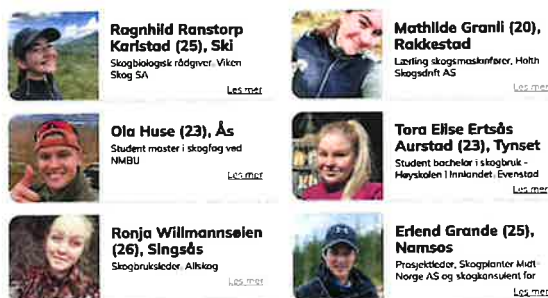 Ragnhild Ranstorp
Karlstad (25), Ski
Skogbiologisk rådgiver, Viken
Skog SA
Les mer
Mathilde Granli (20),
Rakkestad
Lærling skogsmaskinfører, Holth
Skogsdrift AS
Les mer
Ola Huse (23), Ås
Student master i skogfag ved
NMBU
Les mer
Tora Elise Ertsås
Aurstad (23), Tynset
Student bachelor i skogbruk -
Høyskolen i Innlandet, Evenstad
Les mer
Ronja Willmannsøien
(26), Singsås
Skogbruksleder, Allskog
Les mer
Erlend Grande (25),
Namsos
Prosjektleder, Skogplanter Midt-
Norge AS og skogkonsulent for
Les mer